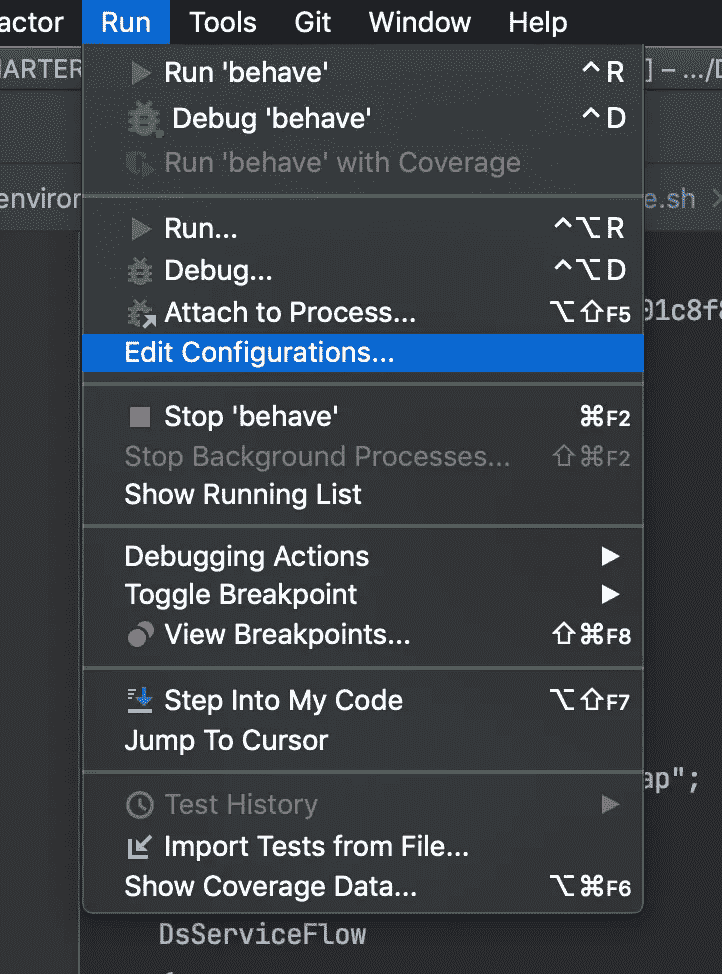 actor Run Tools Git Window Help
Run 'behave' ⌃R
Debug 'behave' ⌃D
Run 'behave' with Coverage
Run... ⌃⌥R
Debug... ⌃⌥D
Attach to Process... ⌥⇧F5
Edit Configurations...
Stop 'behave' ⌘F2
Stop Background Processes... ⇧⌘F2
Show Running List
Debugging Actions
Toggle Breakpoint
View Breakpoints... ⇧⌘F8
Step Into My Code ⌥⇧F7
Jump To Cursor
Test History
Import Tests from File...
Show Coverage Data... ⌥⌘F6
ARTER
] – .../D
environ
e.sh
01c8f8
ap";
DsServiceFlow